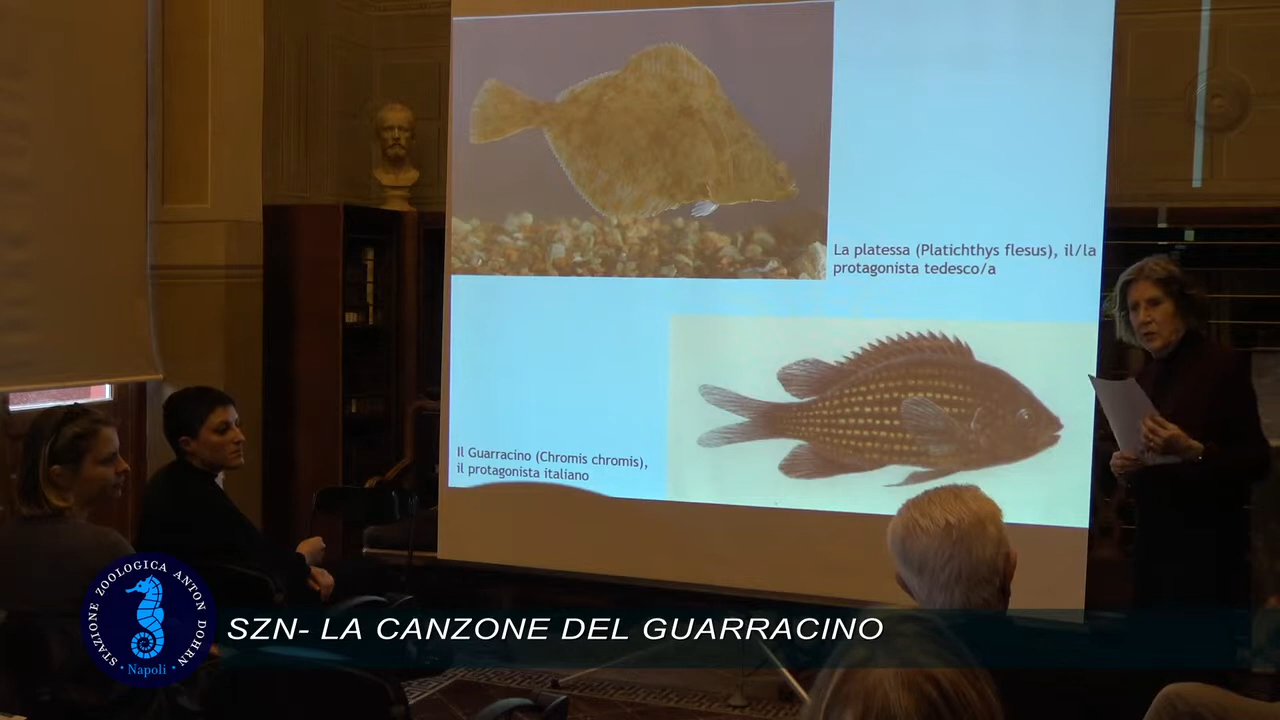 La platessa (Platichthys flesus), il/la
protagonista tedesco/a
Il Guarracino (Chromis chromis),
il protagonista italiano
STAZIONE ZOOLOGICA ANTON DOHRN
• Napoli •
SZN- LA CANZONE DEL GUARRACINO